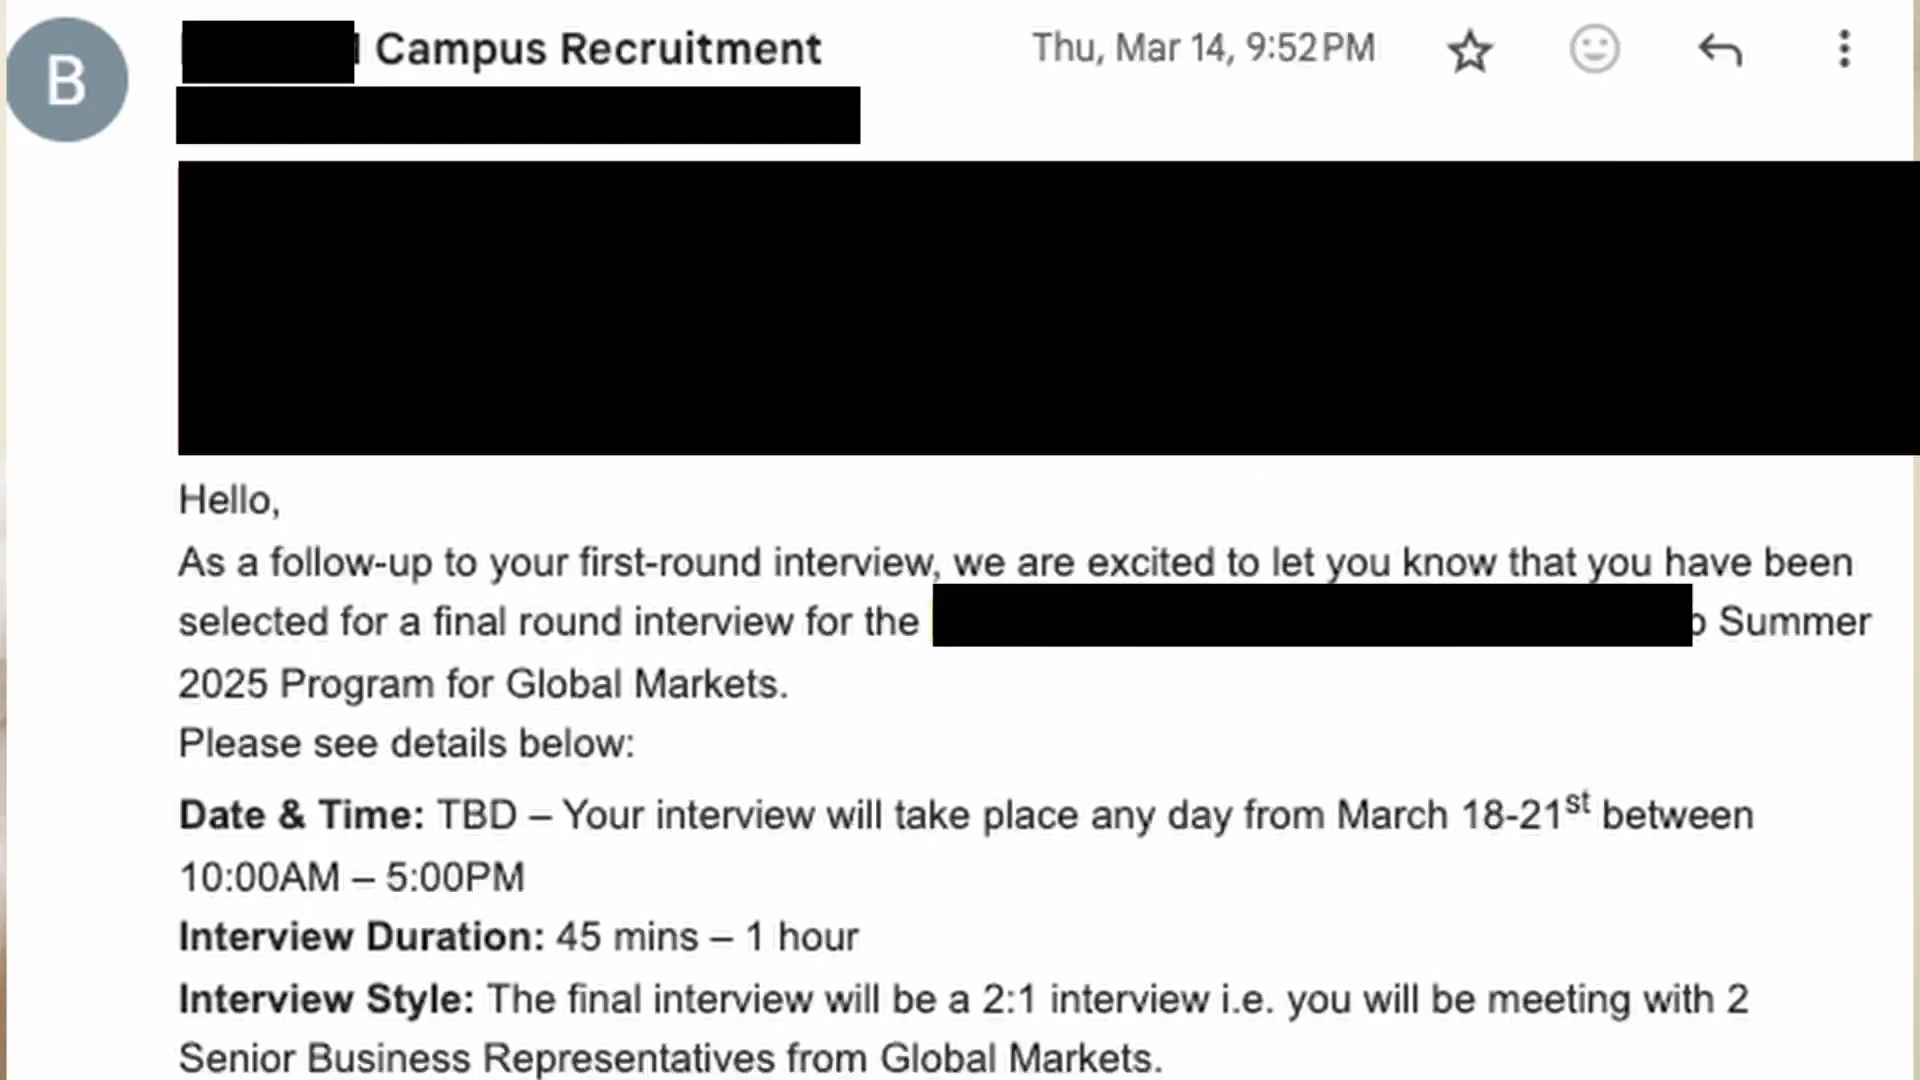 B
Campus Recruitment
Thu, Mar 14, 9:52 PM
Hello,
As a follow-up to your first-round interview, we are excited to let you know that you have been
selected for a final round interview for the Summer
2025 Program for Global Markets.
Please see details below:
Date & Time: TBD – Your interview will take place any day from March 18-21st between
10:00AM – 5:00PM
Interview Duration: 45 mins – 1 hour
Interview Style: The final interview will be a 2:1 interview i.e. you will be meeting with 2
Senior Business Representatives from Global Markets.